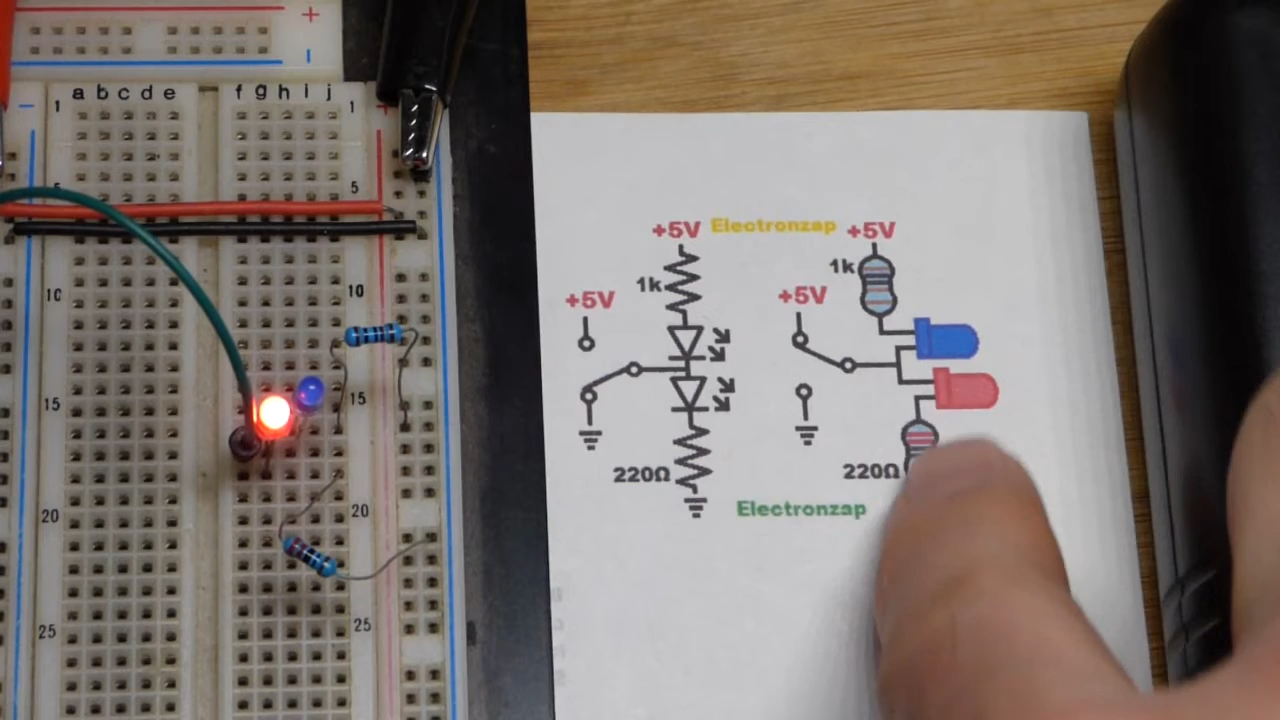 +
a b c d e f g h i j
1 1
- +
5 5
10 10
15 15
20 20
25 25
+5V Electronzap +5V
1k 1k
+5V +5V
220Ω 220Ω
Electronzap